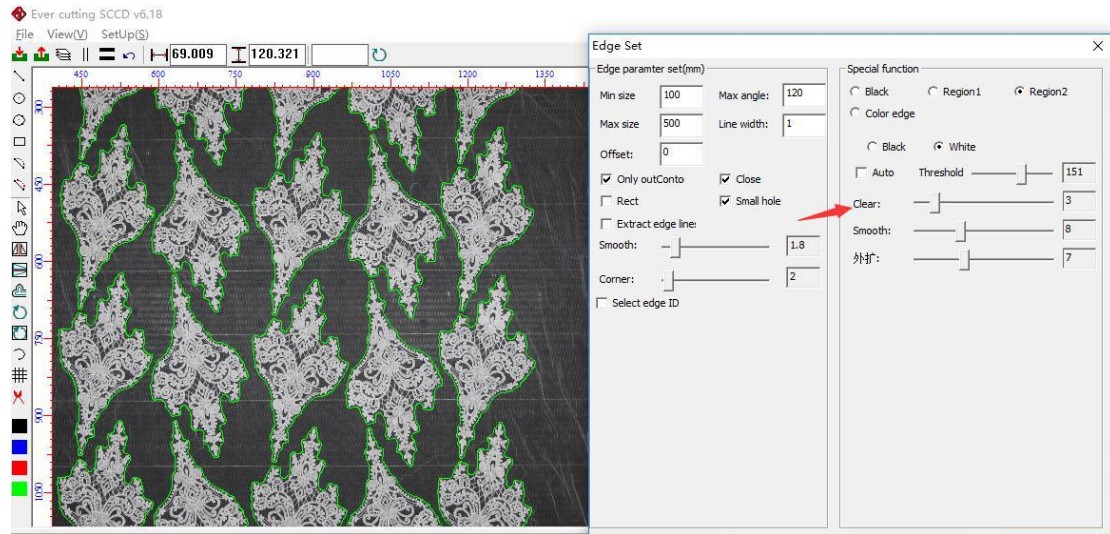 Ever cutting SCCD v6.18
File View(V) SetUp(S)
69.009 120.321
450 600 750 900 1050 1200 1350
300
450
600
750
900
1050
Edge Set
Edge paramter set(mm)
Min size 100 Max angle: 120
Max size 500 Line width: 1
Offset: 0
Only outConto Close
Rect Small hole
Extract edge line:
Smooth: 1.8
Corner: 2
Select edge ID
Special function
Black Region1 Region2
Color edge
Black White
Auto Threshold 151
Clear: 3
Smooth: 8
外扩: 7